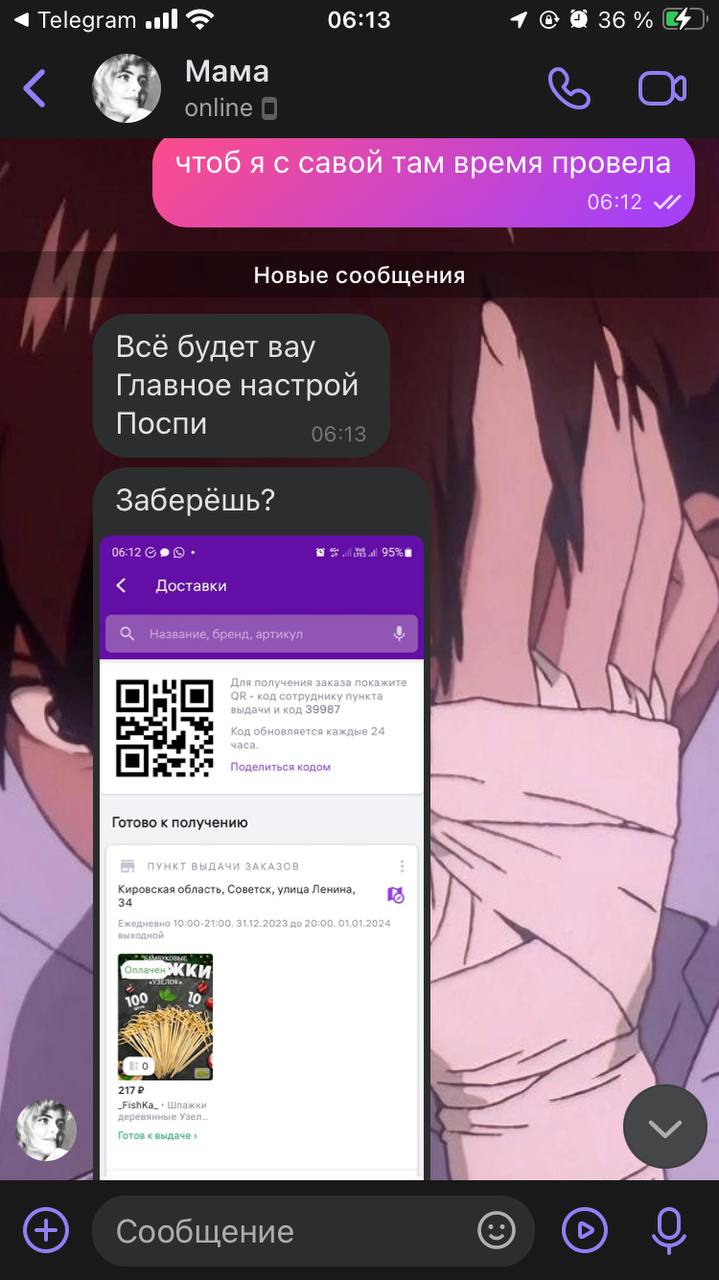 Telegram 06:13 36 %
Мама
online
чтоб я с савой там время провела
06:12
Новые сообщения
Всё будет вау
Главное настрой
Поспи 06:13
Заберёшь?
06:12 95%
Доставки
Название, бренд, артикул
Для получения заказа покажите
QR - код сотруднику пункта
выдачи и код 39987
Код обновляется каждые 24
часа.
Поделиться кодом
Готово к получению
ПУНКТ ВЫДАЧИ ЗАКАЗОВ
Кировская область, Советск, улица Ленина,
34
Ежедневно 10:00-21:00. 31.12.2023 до 20:00. 01.01.2024
выходной
БАМБУКОВЫЕ
Оплачен ЖКИ
«УЗЕЛОК»
100 10
0
217 ₽
_FishKa_ • Шпажки
деревянные Узел...
Готов к выдаче ›
Сообщение